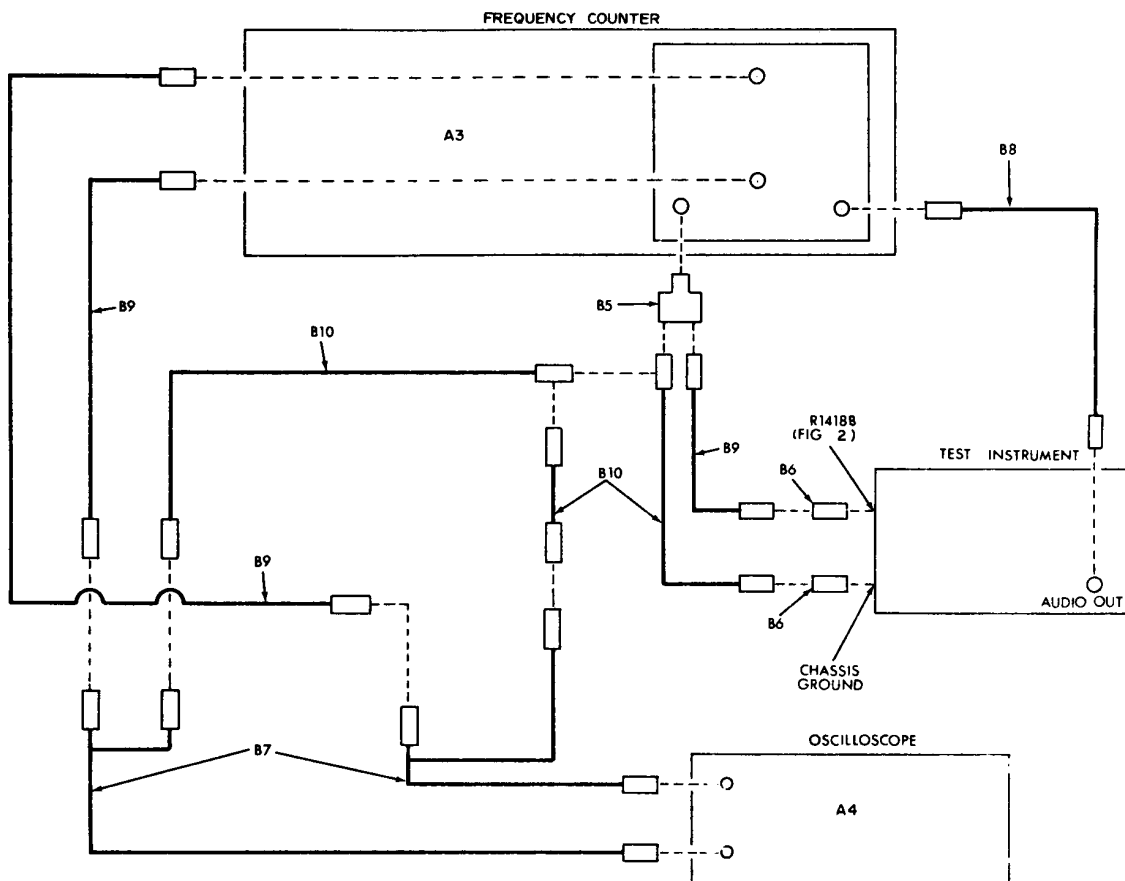 FREQUENCY COUNTER
A3
B8
B9
B5
B10
R1418B
(FIG 2)
TEST INSTRUMENT
B9
B6
B10
B9
B6
AUDIO OUT
CHASSIS
GROUND
B7
OSCILLOSCOPE
A4